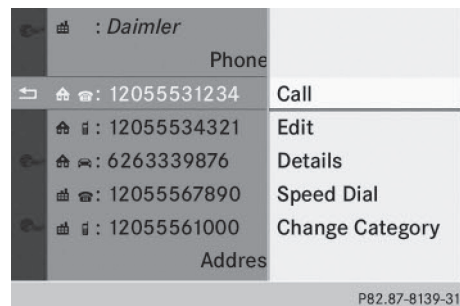 : Daimler
Phone
: 12055531234 Call
: 12055534321 Edit
: 6263339876 Details
: 12055567890 Speed Dial
: 12055561000 Change Category
Addres
P82.87-8139-31